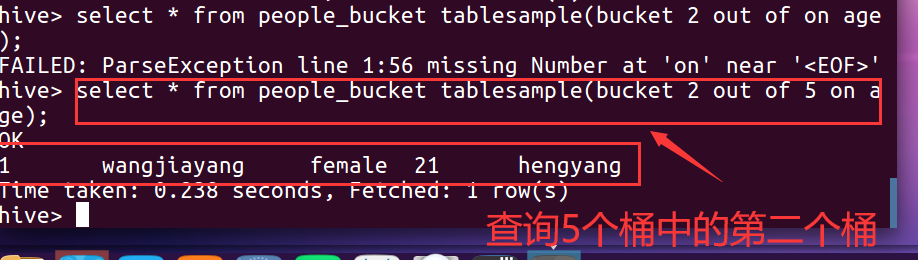 hive> select * from people_bucket tablesample(bucket 2 out of on age
);
FAILED: ParseException line 1:56 missing Number at 'on' near '<EOF>'
hive> select * from people_bucket tablesample(bucket 2 out of 5 on a
ge);
OK
1 wangjiayang female 21 hengyang
Time taken: 0.238 seconds, Fetched: 1 row(s)
hive>
查询5个桶中的第二个桶